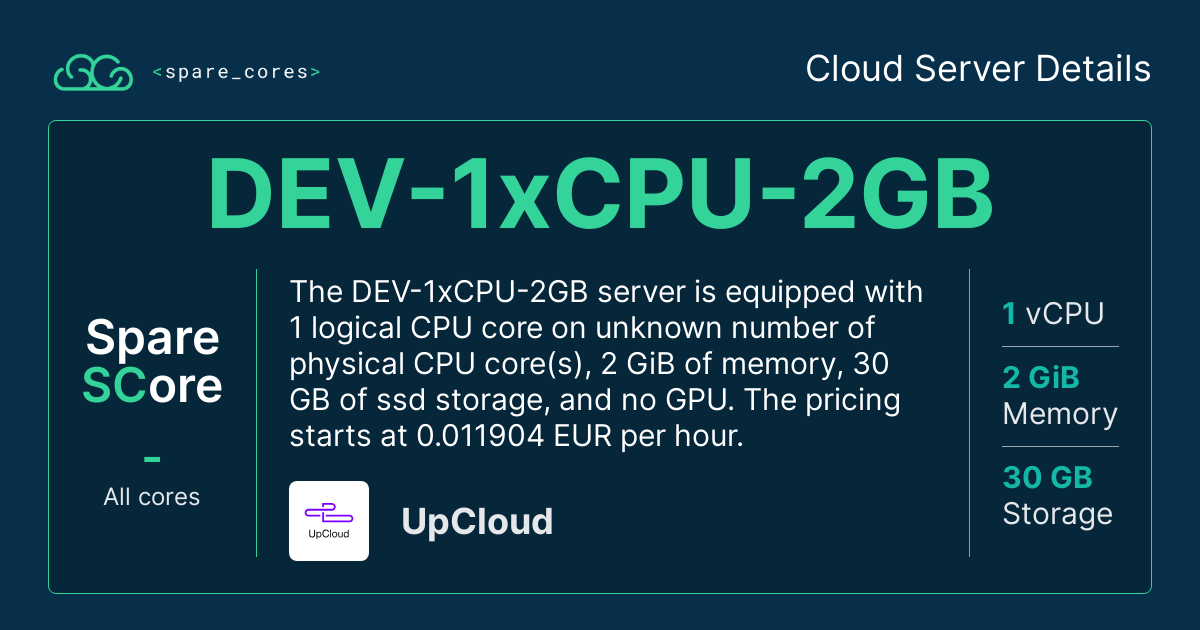 <spare_cores>
Cloud Server Details
DEV-1xCPU-2GB
Spare
SCore
-
All cores
The DEV-1xCPU-2GB server is equipped with
1 logical CPU core on unknown number of
physical CPU core(s), 2 GiB of memory, 30
GB of ssd storage, and no GPU. The pricing
starts at 0.011904 EUR per hour.
UpCloud
UpCloud
1 vCPU
2 GiB
Memory
30 GB
Storage